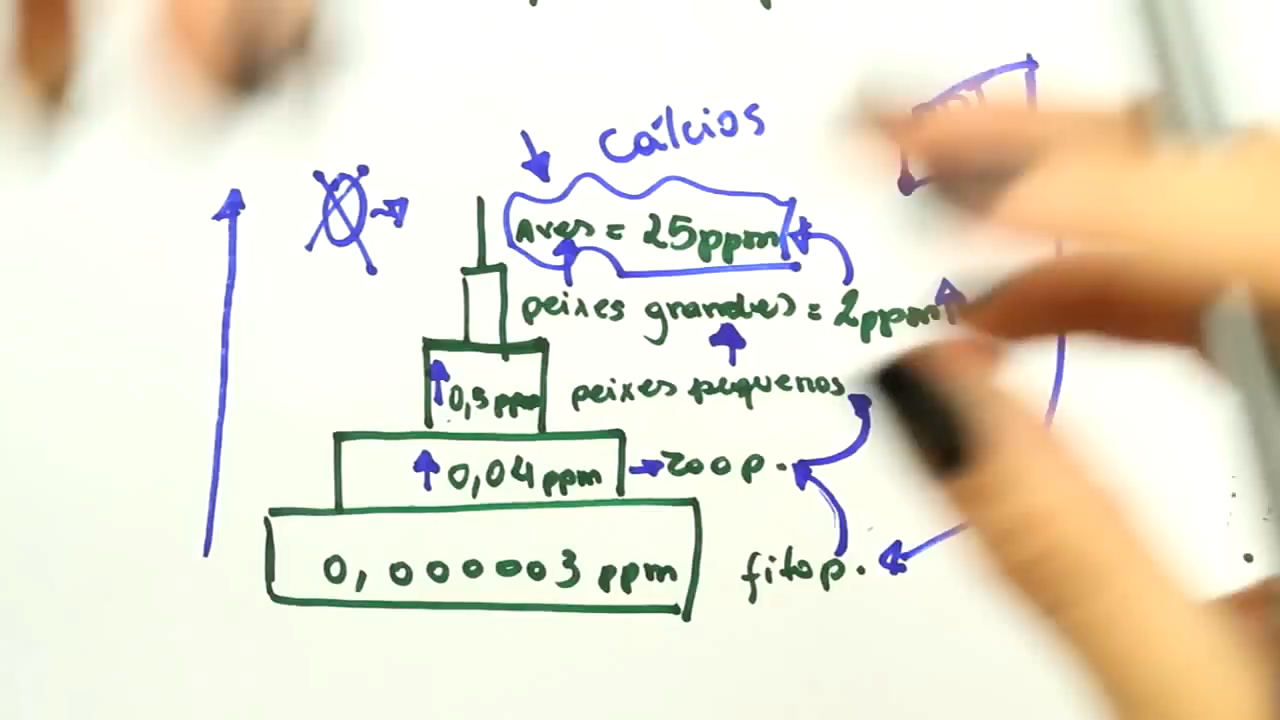 cálcios
Aves = 25ppm
peixes grandes = 2ppm
0,5 ppm peixes pequenos
0,04 ppm zoop.
0,000003 ppm fitop.